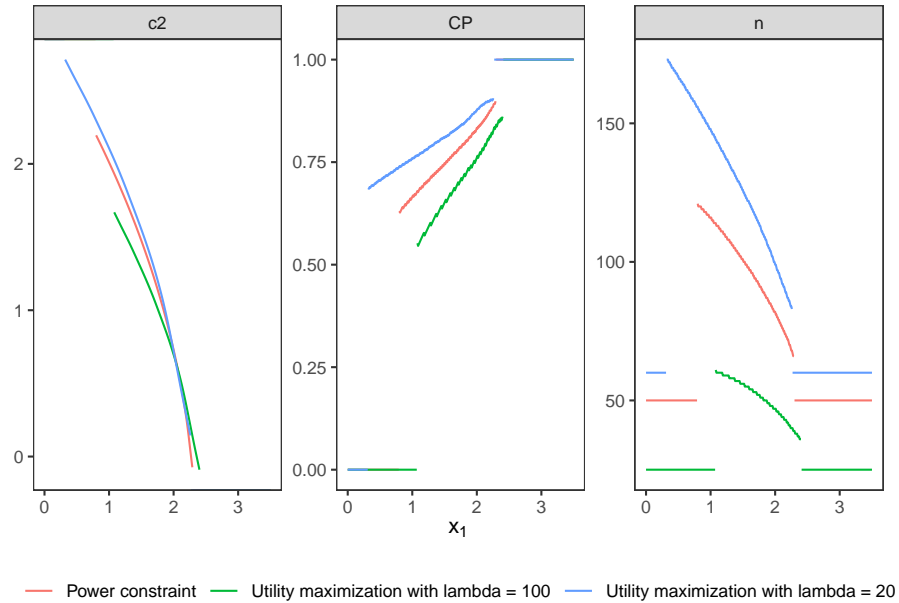 c2
CP
n
2
1
0
1.00
0.75
0.50
0.25
0.00
150
100
50
0 1 2 3
0 1 2 3
0 1 2 3
x₁
Power constraint
Utility maximization with lambda = 100
Utility maximization with lambda = 20